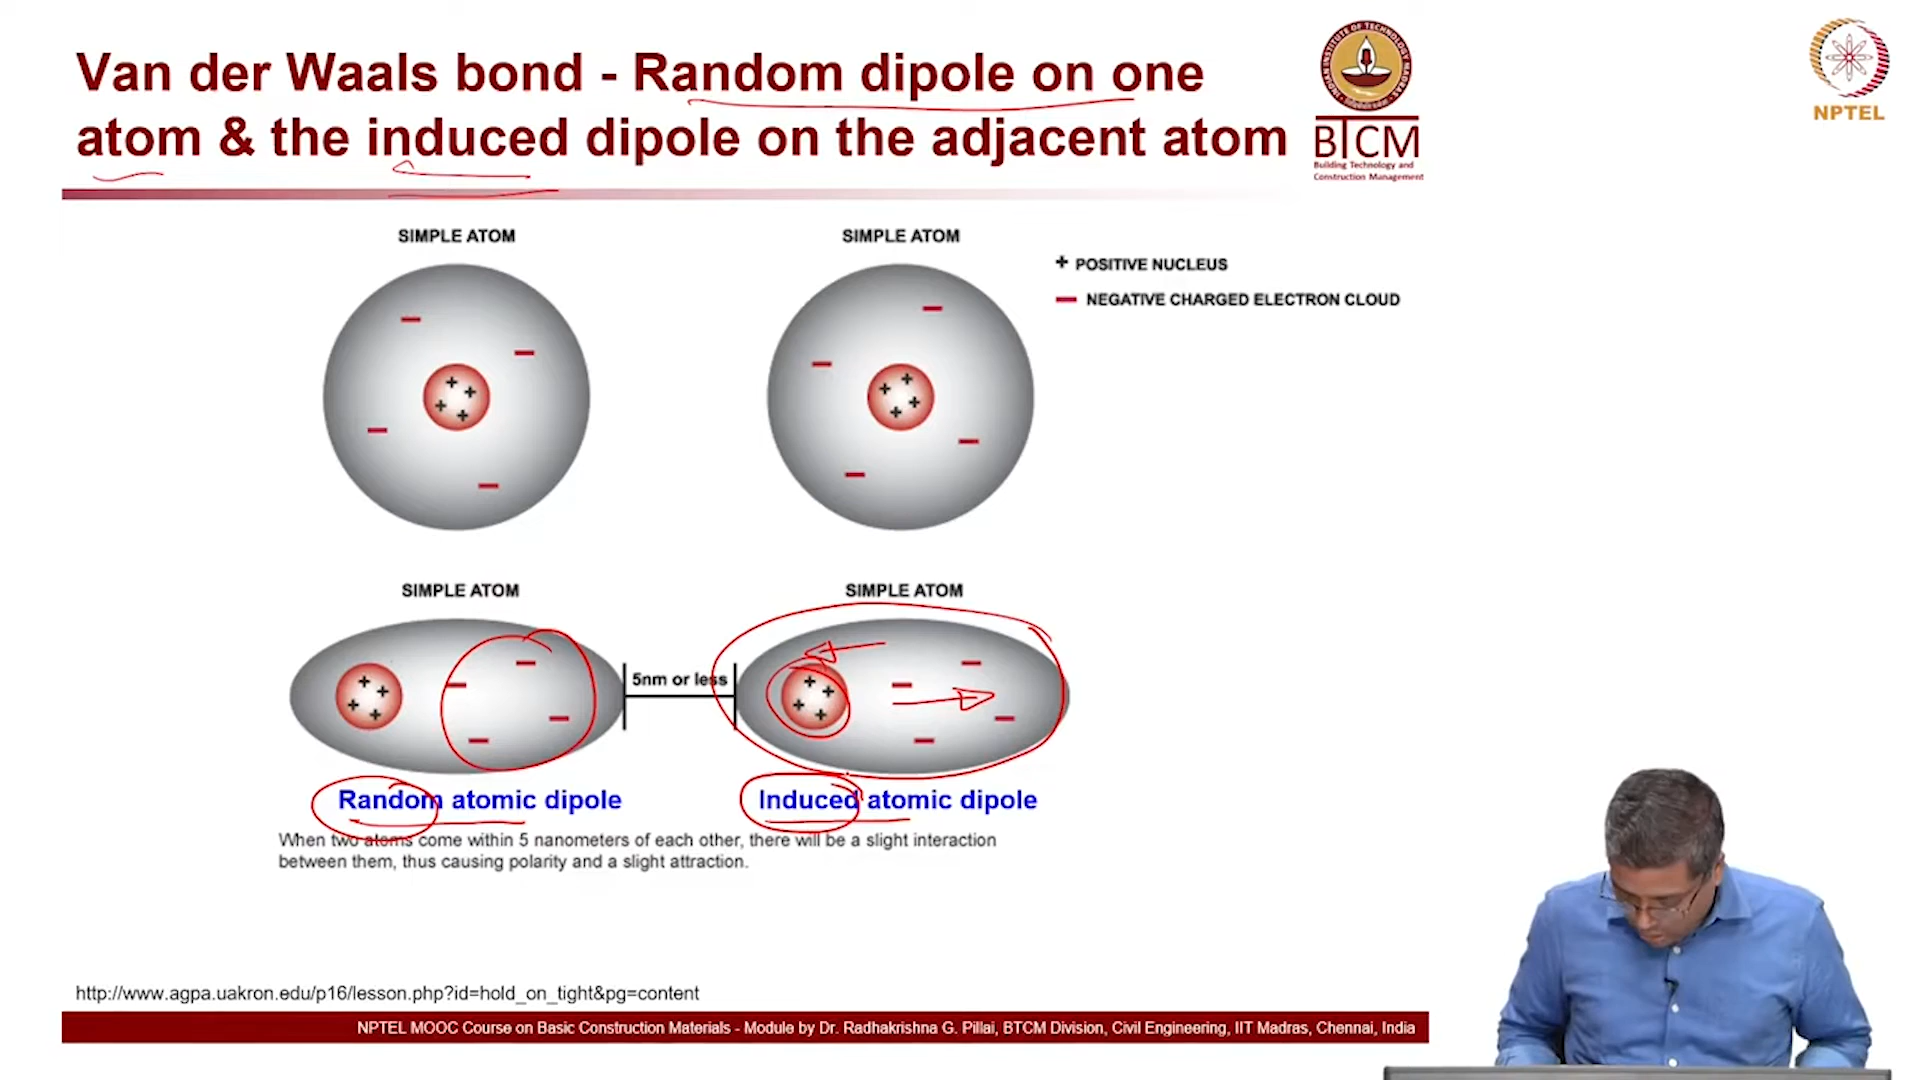 Van der Waals bond - Random dipole on one
atom & the induced dipole on the adjacent atom
BTCM
Building Technology and
Construction Management
NPTEL
SIMPLE ATOM
SIMPLE ATOM
+ POSITIVE NUCLEUS
NEGATIVE CHARGED ELECTRON CLOUD
SIMPLE ATOM
SIMPLE ATOM
5nm or less
Random atomic dipole
Induced atomic dipole
When two atoms come within 5 nanometers of each other, there will be a slight interaction
between them, thus causing polarity and a slight attraction.
http://www.agpa.uakron.edu/p16/lesson.php?id=hold_on_tight&pg=content
NPTEL MOOC Course on Basic Construction Materials - Module by Dr. Radhakrishna G. Pillai, BTCM Division, Civil Engineering, IIT Madras, Chennai, India